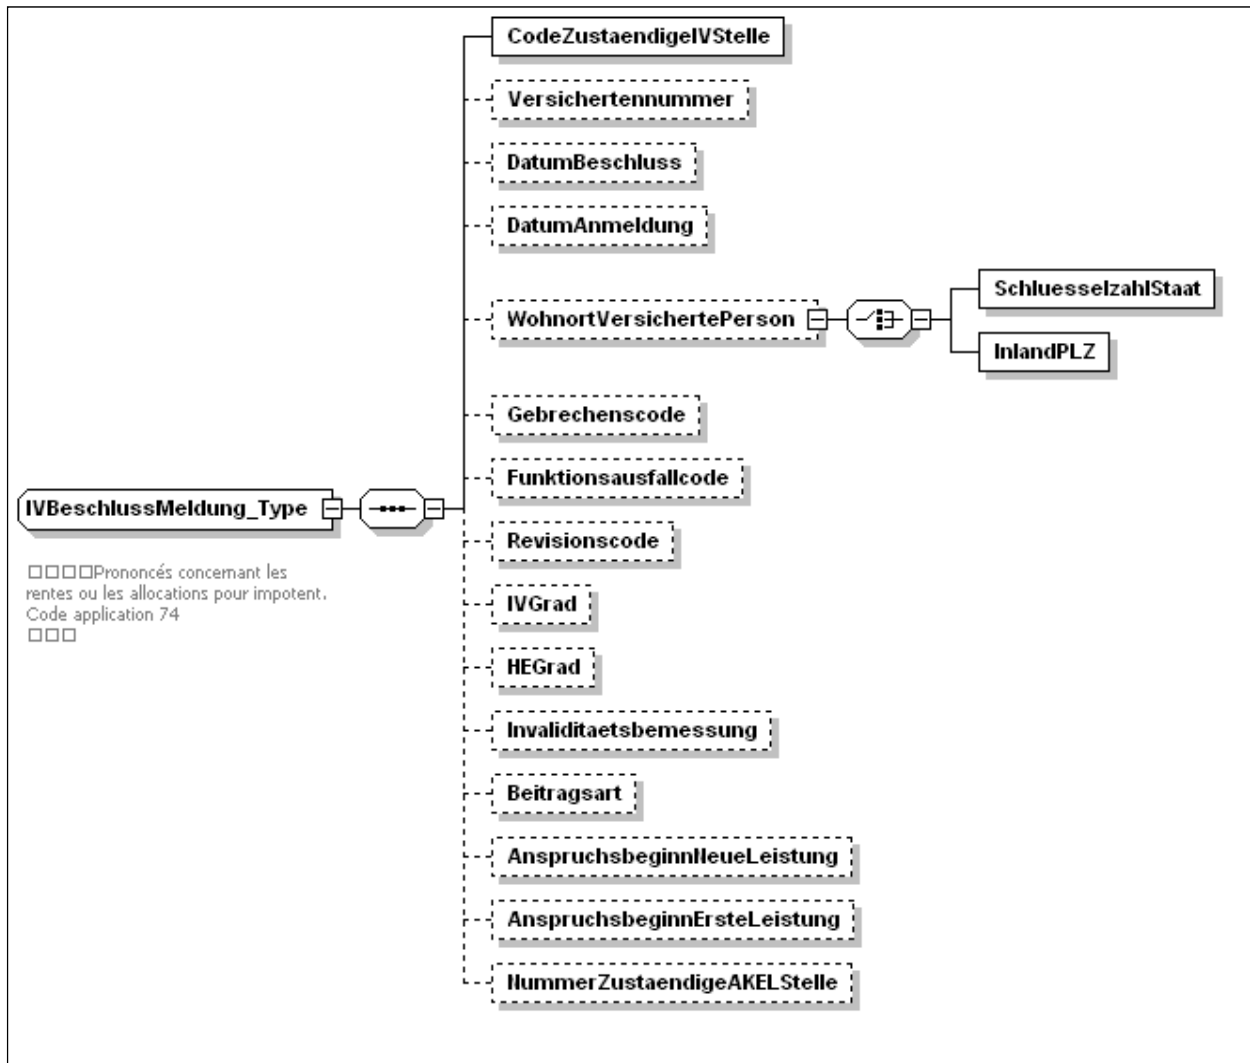 CodeZustaendigeIVStelle
Versichertennummer
DatumBeschluss
DatumAnmeldung
WohnortVersichertePerson
SchluesselzahlStaat
InlandPLZ
Gebrechenscode
Funktionsausfallcode
IVBeschlussMeldung_Type
Prononcés concernant les
rentes ou les allocations pour impotent.
Code application 74
Revisionscode
IVGrad
HEGrad
Invaliditaetsbemessung
Beitragsart
AnspruchsbeginnNeueLeistung
AnspruchsbeginnErsteLeistung
NummerZustaendigeAKELStelle